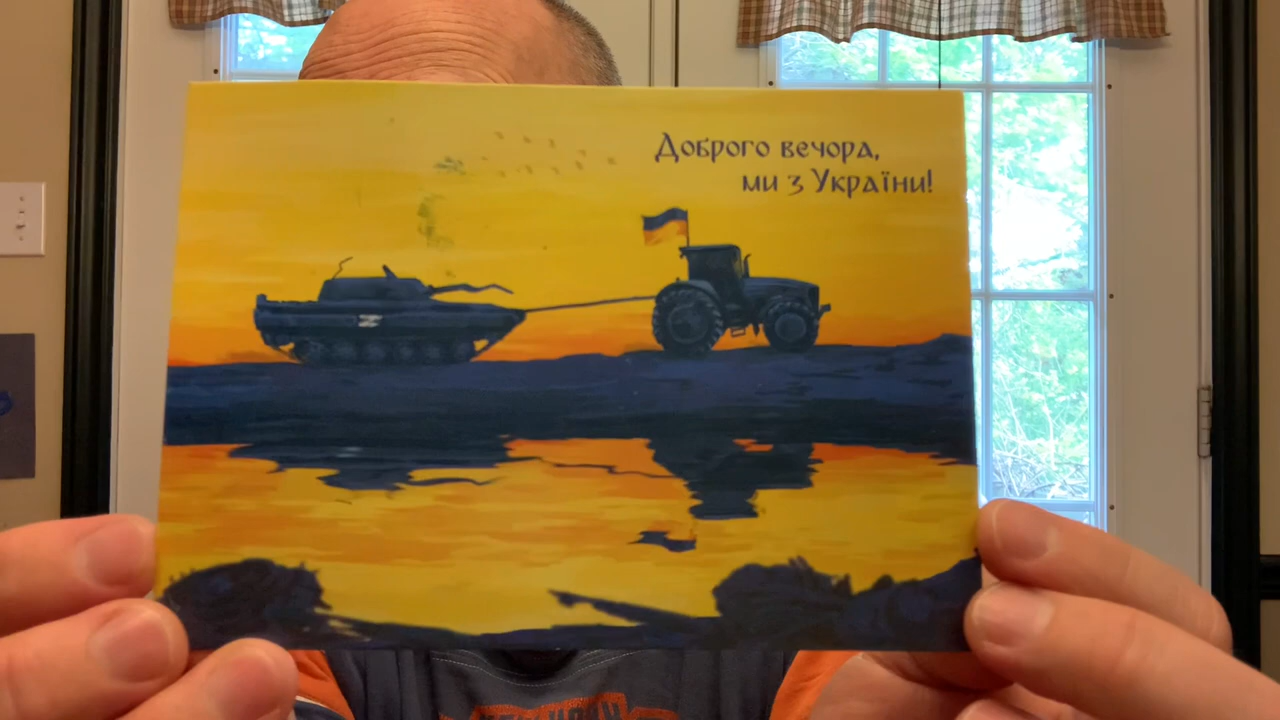 Доброго вечора,
ми з України!
Z